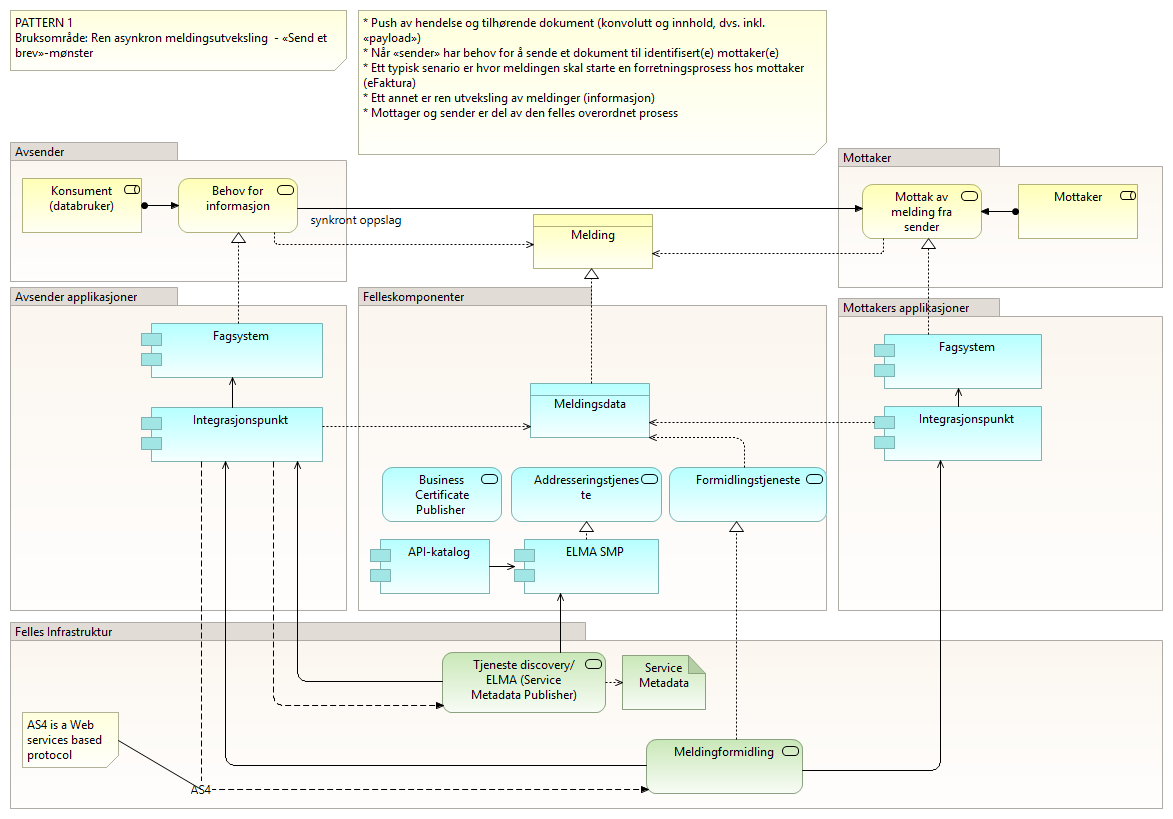 PATTERN 1
Bruksområde: Ren asynkron meldingsutveksling  - «Send et
brev»-mønster
* Push av hendelse og tilhørende dokument (konvolutt og innhold, dvs. inkl.
«payload»)
* Når «sender» har behov for å sende et dokument til identifisert(e) mottaker(e)
* Ett typisk senario er hvor meldingen skal starte en forretningsprosess hos mottaker
(eFaktura)
* Ett annet er ren utveksling av meldinger (informasjon)
* Mottager og sender er del av den felles overordnet prosess
Avsender
Konsument
(databruker)
Behov for
informasjon
synkront oppslag
Melding
Mottaker
Mottak av
melding fra
sender
Mottaker
Avsender applikasjoner
Fagsystem
Integrasjonspunkt
Felleskomponenter
Meldingsdata
Business
Certificate
Publisher
Addresseringstjenes
te
Formidlingstjeneste
API-katalog
ELMA SMP
Mottakers applikasjoner
Fagsystem
Integrasjonspunkt
Felles Infrastruktur
Tjeneste discovery/
ELMA (Service
Metadata Publisher)
Service
Metadata
AS4 is a Web
services based
protocol
AS4
Meldingformidling